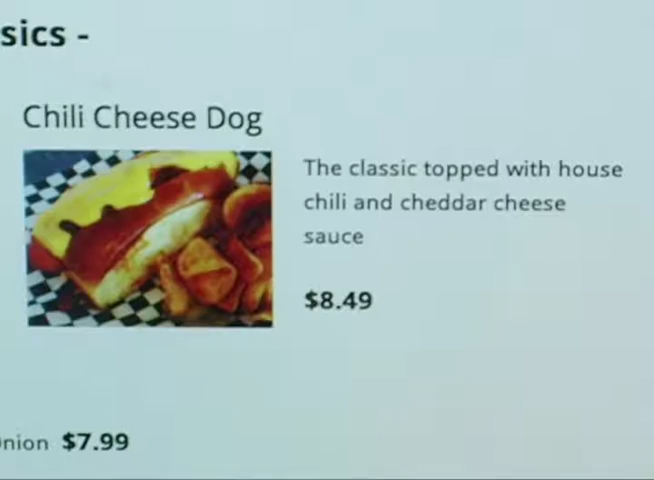 sics -
Chili Cheese Dog
The classic topped with house
chili and cheddar cheese
sauce
$8.49
nion $7.99